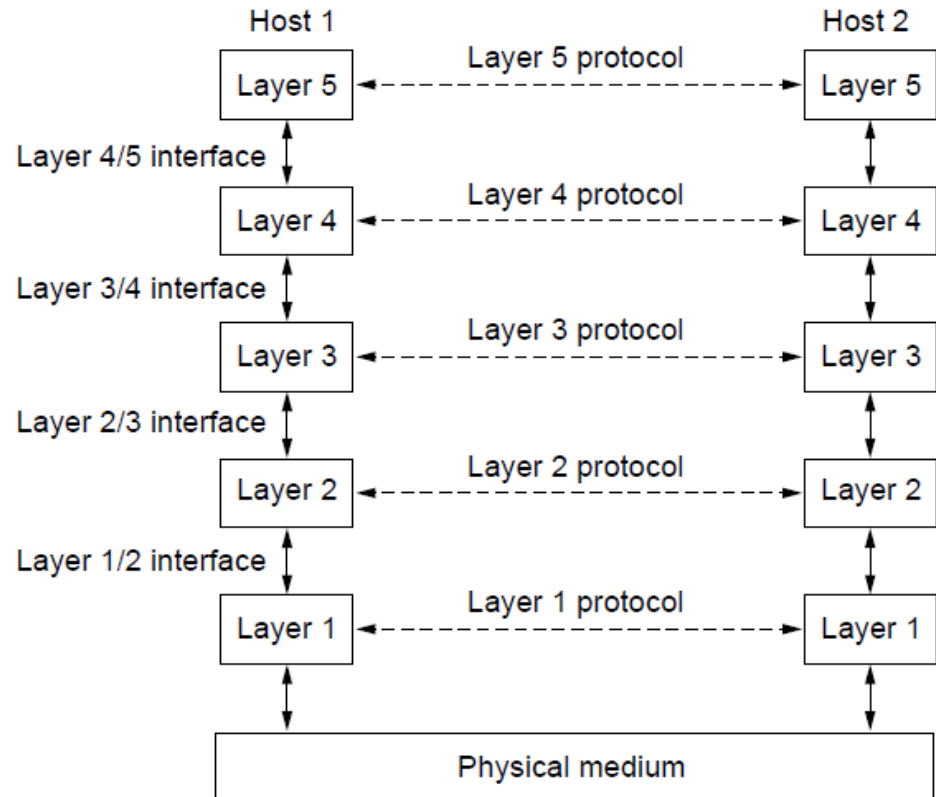 Host 1
Host 2
Layer 5 protocol
Layer 5
Layer 5
Layer 4/5 interface
Layer 4 protocol
Layer 4
Layer 4
Layer 3/4 interface
Layer 3 protocol
Layer 3
Layer 3
Layer 2/3 interface
Layer 2 protocol
Layer 2
Layer 2
Layer 1/2 interface
Layer 1 protocol
Layer 1
Layer 1
Physical medium